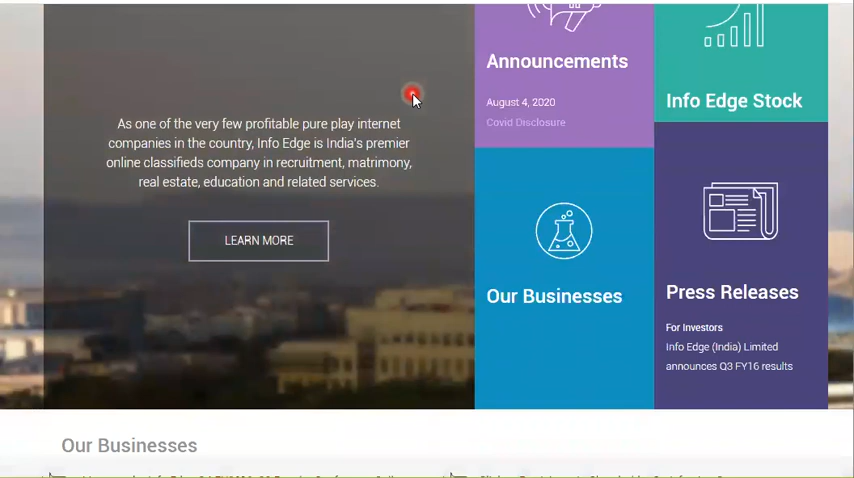 As one of the very few profitable pure play internet
companies in the country, Info Edge is India's premier
online classifieds company in recruitment, matrimony,
real estate, education and related services.
LEARN MORE
Announcements
August 4, 2020
Covid Disclosure
Info Edge Stock
Our Businesses
Press Releases
For Investors
Info Edge (India) Limited
announces Q3 FY16 results
Our Businesses